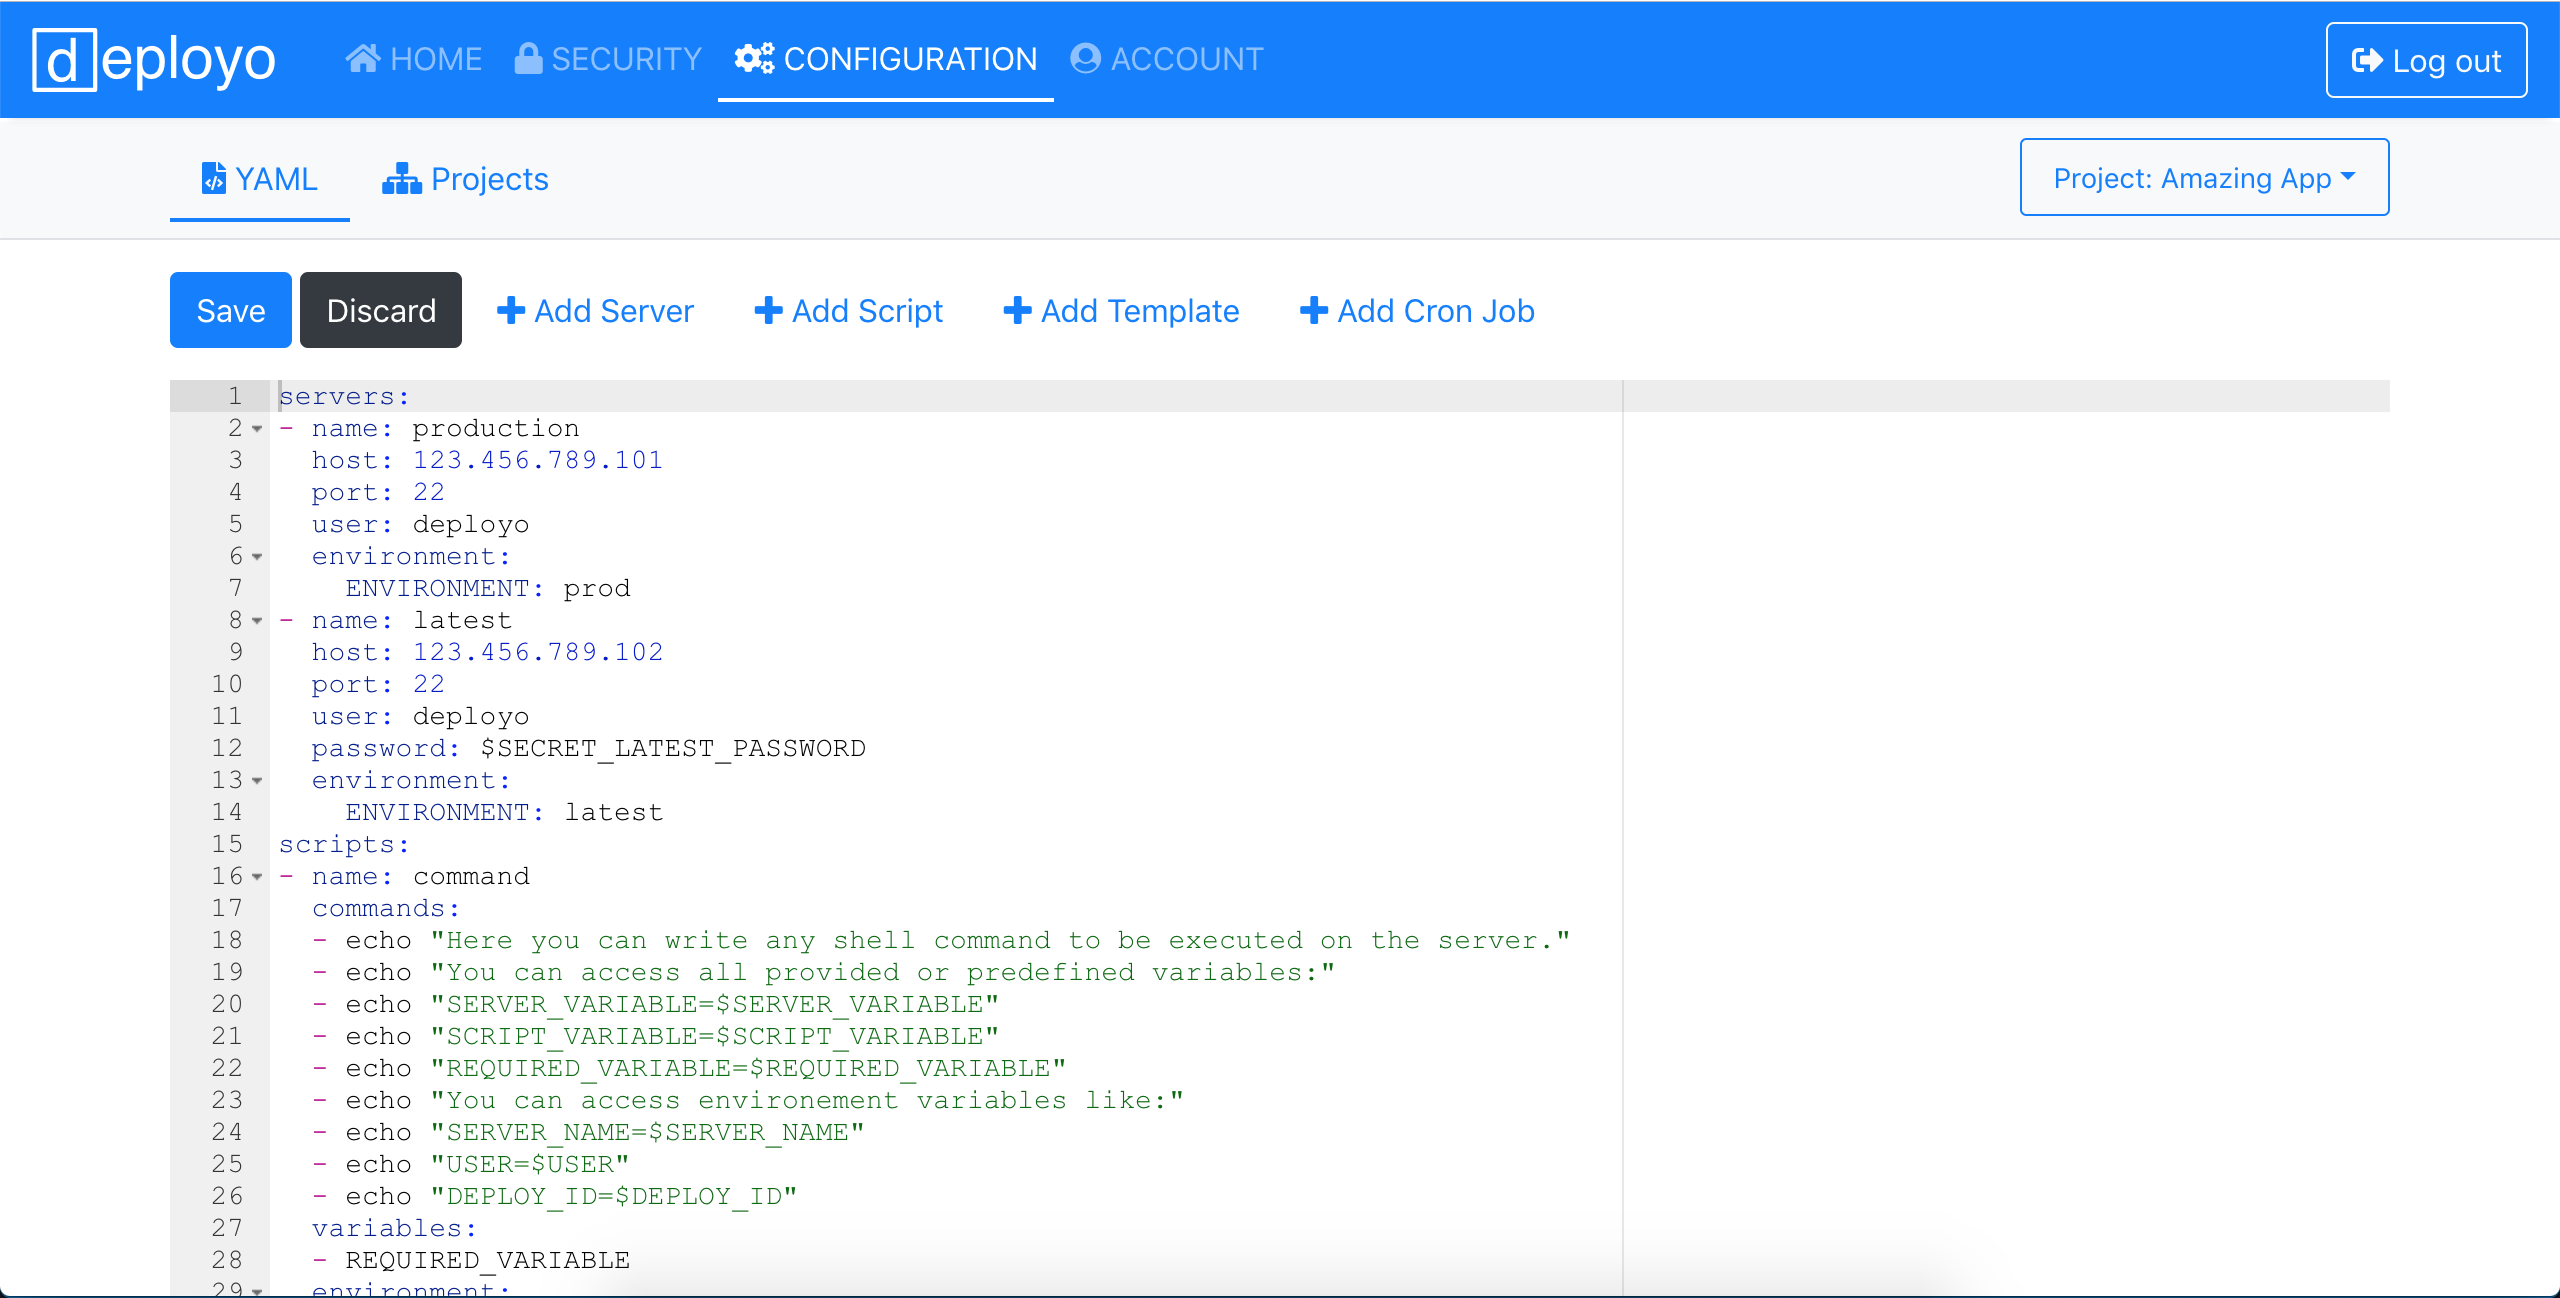 deployo
HOME SECURITY CONFIGURATION ACCOUNT Log out
YAML Projects Project: Amazing App
Save Discard Add Server Add Script Add Template Add Cron Job
1 servers:
2 - name: production
3 host: 123.456.789.101
4 port: 22
5 user: deployo
6 environment:
7 ENVIRONMENT: prod
8 - name: latest
9 host: 123.456.789.102
10 port: 22
11 user: deployo
12 password: $SECRET_LATEST_PASSWORD
13 environment:
14 ENVIRONMENT: latest
15 scripts:
16 - name: command
17 commands:
18 - echo "Here you can write any shell command to be executed on the server."
19 - echo "You can access all provided or predefined variables:"
20 - echo "SERVER_VARIABLE=$SERVER_VARIABLE"
21 - echo "SCRIPT_VARIABLE=$SCRIPT_VARIABLE"
22 - echo "REQUIRED_VARIABLE=$REQUIRED_VARIABLE"
23 - echo "You can access environement variables like:"
24 - echo "SERVER_NAME=$SERVER_NAME"
25 - echo "USER=$USER"
26 - echo "DEPLOY_ID=$DEPLOY_ID"
27 variables:
28 - REQUIRED_VARIABLE
29 environment: